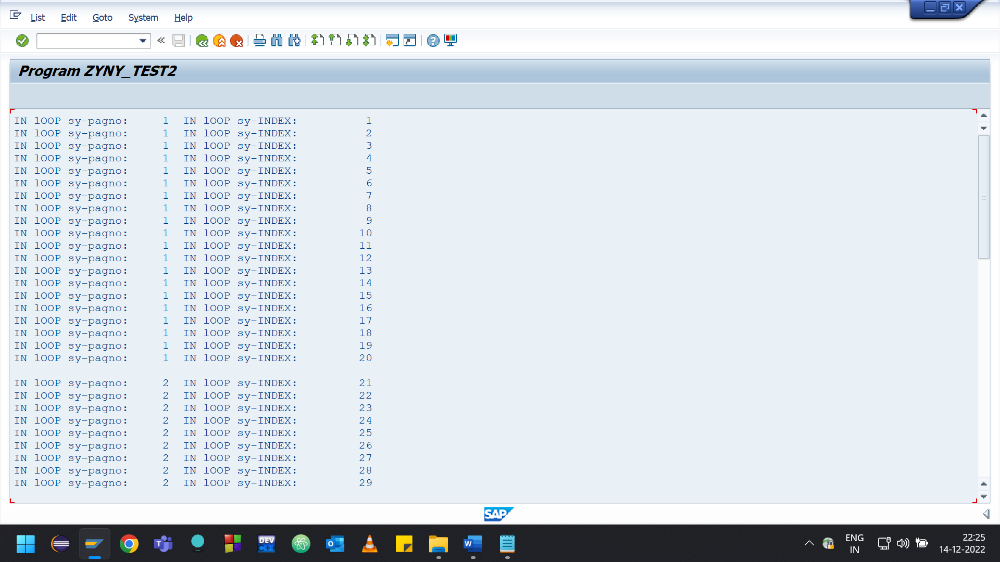 List Edit Goto System Help
Program ZYNY_TEST2
IN lOOP sy-pagno: 1 IN lOOP sy-INDEX: 1
IN lOOP sy-pagno: 1 IN lOOP sy-INDEX: 2
IN lOOP sy-pagno: 1 IN lOOP sy-INDEX: 3
IN lOOP sy-pagno: 1 IN lOOP sy-INDEX: 4
IN lOOP sy-pagno: 1 IN lOOP sy-INDEX: 5
IN lOOP sy-pagno: 1 IN lOOP sy-INDEX: 6
IN lOOP sy-pagno: 1 IN lOOP sy-INDEX: 7
IN lOOP sy-pagno: 1 IN lOOP sy-INDEX: 8
IN lOOP sy-pagno: 1 IN lOOP sy-INDEX: 9
IN lOOP sy-pagno: 1 IN lOOP sy-INDEX: 10
IN lOOP sy-pagno: 1 IN lOOP sy-INDEX: 11
IN lOOP sy-pagno: 1 IN lOOP sy-INDEX: 12
IN lOOP sy-pagno: 1 IN lOOP sy-INDEX: 13
IN lOOP sy-pagno: 1 IN lOOP sy-INDEX: 14
IN lOOP sy-pagno: 1 IN lOOP sy-INDEX: 15
IN lOOP sy-pagno: 1 IN lOOP sy-INDEX: 16
IN lOOP sy-pagno: 1 IN lOOP sy-INDEX: 17
IN lOOP sy-pagno: 1 IN lOOP sy-INDEX: 18
IN lOOP sy-pagno: 1 IN lOOP sy-INDEX: 19
IN lOOP sy-pagno: 1 IN lOOP sy-INDEX: 20
IN lOOP sy-pagno: 2 IN lOOP sy-INDEX: 21
IN lOOP sy-pagno: 2 IN lOOP sy-INDEX: 22
IN lOOP sy-pagno: 2 IN lOOP sy-INDEX: 23
IN lOOP sy-pagno: 2 IN lOOP sy-INDEX: 24
IN lOOP sy-pagno: 2 IN lOOP sy-INDEX: 25
IN lOOP sy-pagno: 2 IN lOOP sy-INDEX: 26
IN lOOP sy-pagno: 2 IN lOOP sy-INDEX: 27
IN lOOP sy-pagno: 2 IN lOOP sy-INDEX: 28
IN lOOP sy-pagno: 2 IN lOOP sy-INDEX: 29
SAP
DEV C++
ENG IN
22:25
14-12-2022